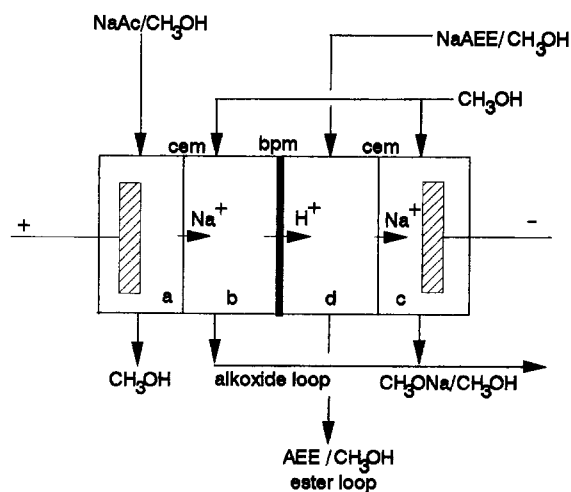 NaAc/CH3OH
NaAEE/CH3OH
CH3OH
cem bpm cem
+ Na+ H+ Na+ −
a b d c
CH3OH alkoxide loop CH3ONa/CH3OH
AEE / CH3OH
ester loop